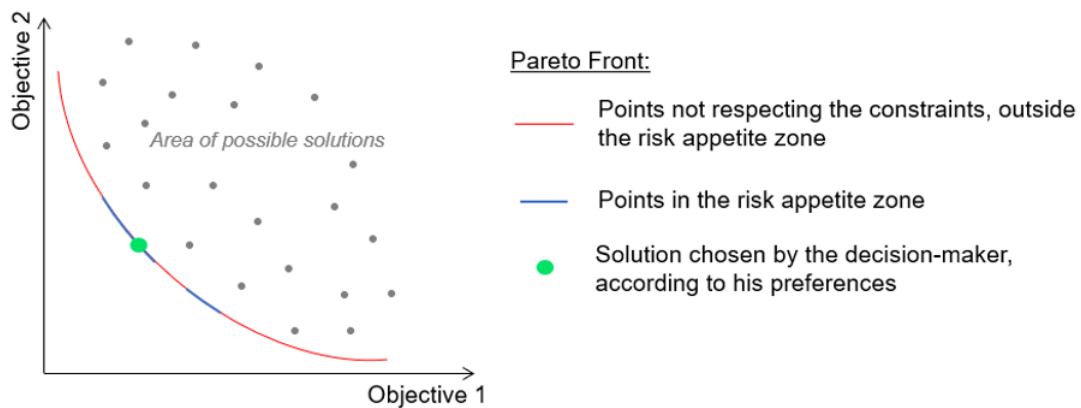 Objective 2
Area of possible solutions
Objective 1
Pareto Front:
Points not respecting the constraints, outside
the risk appetite zone
Points in the risk appetite zone
Solution chosen by the decision-maker,
according to his preferences